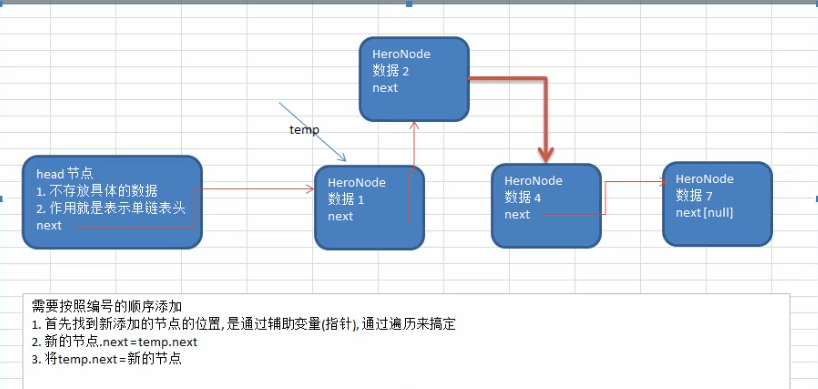 HeroNode
数据 2
next
temp
head 节点
1. 不存放具体的数据
2. 作用就是表示单链表头
next
HeroNode
数据 1
next
HeroNode
数据 4
next
HeroNode
数据 7
next [null]
需要按照编号的顺序添加
1. 首先找到新添加的节点的位置, 是通过辅助变量(指针), 通过遍历来搞定
2. 新的节点.next = temp.next
3. 将temp.next = 新的节点